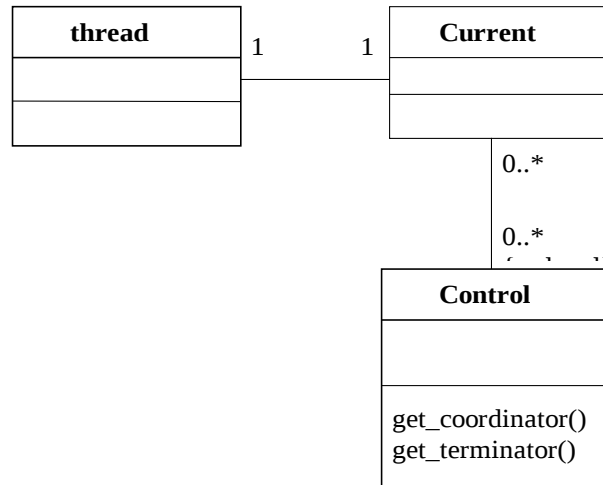 thread
Current
1
1
0..*
0..*
Control
get_coordinator()
get_terminator()